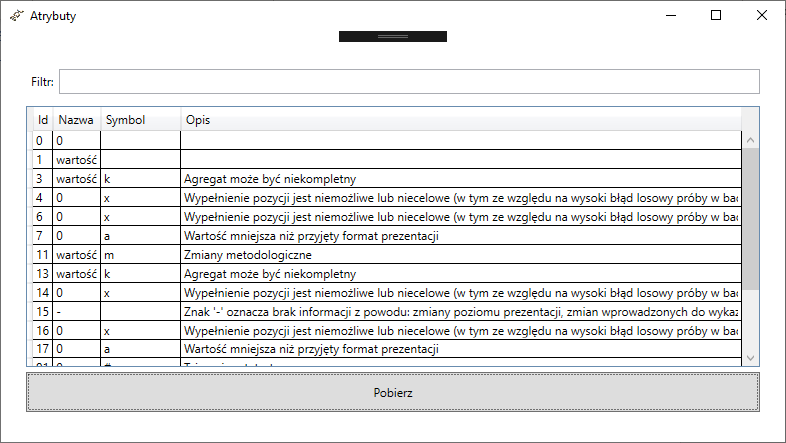 Atrybuty
Filtr:
Id Nazwa Symbol Opis
0 0
1 wartość
3 wartość k Agregat może być niekompletny
4 0 x Wypełnienie pozycji jest niemożliwe lub niecelowe (w tym ze względu na wysoki błąd losowy próby w bad
6 0 x Wypełnienie pozycji jest niemożliwe lub niecelowe (w tym ze względu na wysoki błąd losowy próby w bad
7 0 a Wartość mniejsza niż przyjęty format prezentacji
11 wartość m Zmiany metodologiczne
13 wartość k Agregat może być niekompletny
14 0 x Wypełnienie pozycji jest niemożliwe lub niecelowe (w tym ze względu na wysoki błąd losowy próby w bad
15 - Znak '-' oznacza brak informacji z powodu: zmiany poziomu prezentacji, zmian wprowadzonych do wykaz
16 0 x Wypełnienie pozycji jest niemożliwe lub niecelowe (w tym ze względu na wysoki błąd losowy próby w bad
17 0 a Wartość mniejsza niż przyjęty format prezentacji
Pobierz